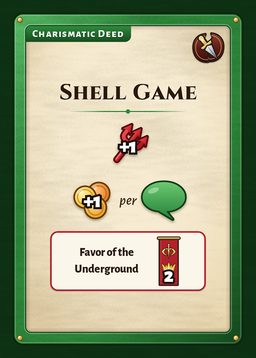 Charismatic Deed
Shell Game
+1
+1 per
Favor of the
Underground
2